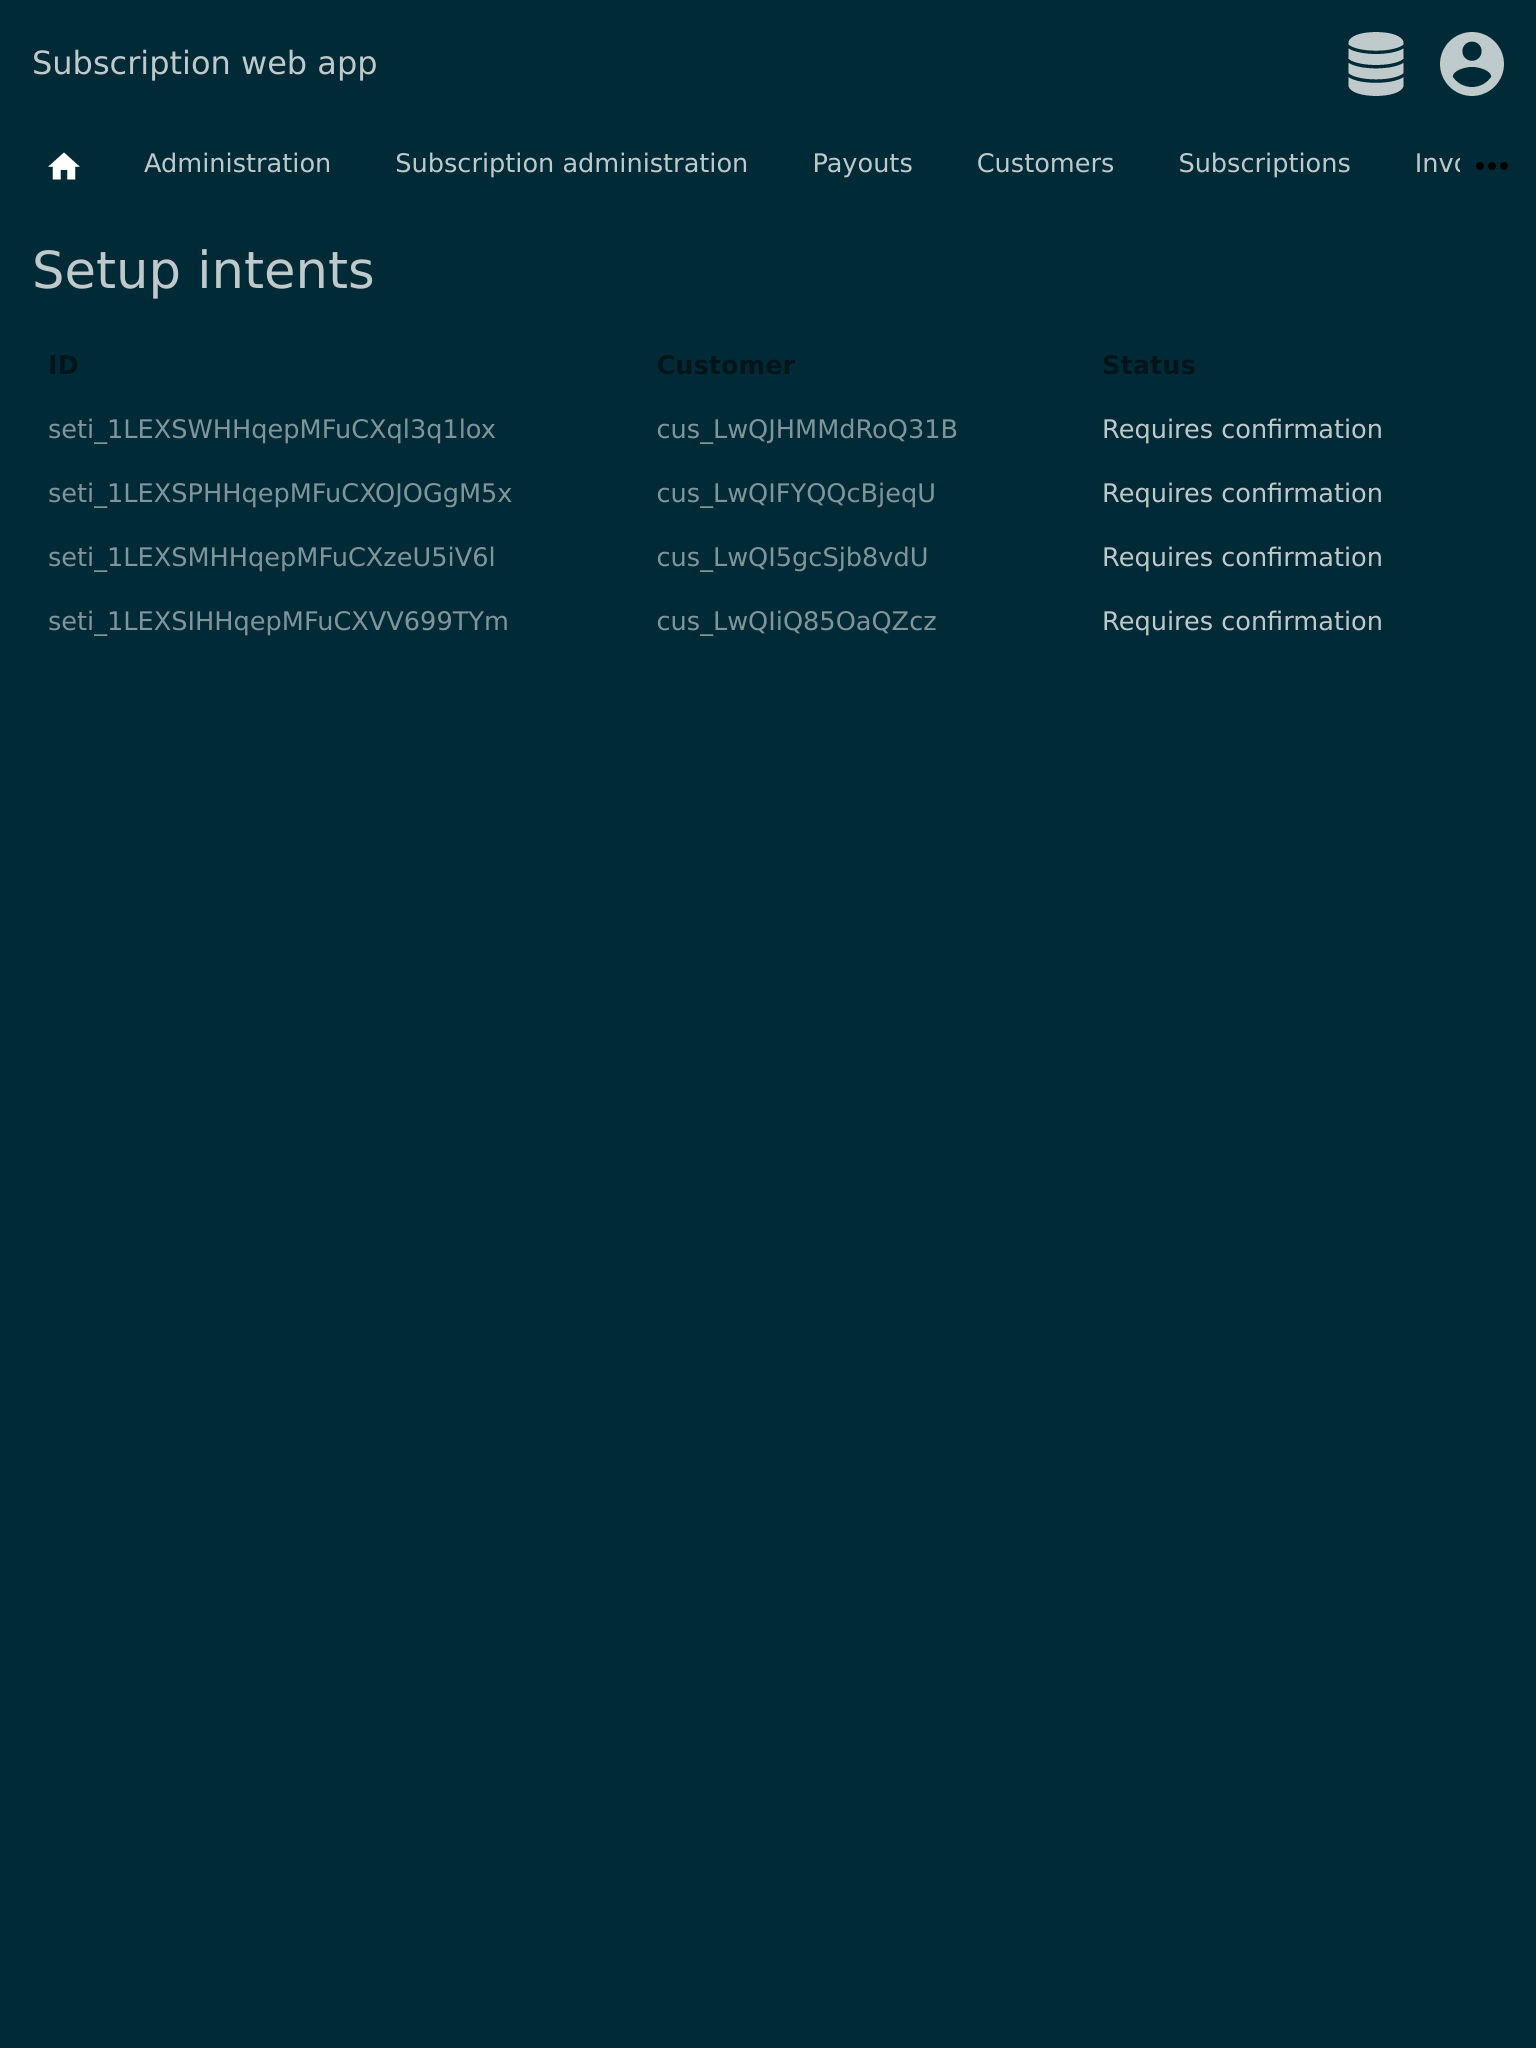 Subscription web app
Administration Subscription administration Payouts Customers Subscriptions
Setup intents
ID Customer Status
seti_1LEXSWHHqepMFuCXql3q1lox cus_LwQJHMMdRoQ31B Requires confirmation
seti_1LEXSPHHqepMFuCXOJOGgM5x cus_LwQIFYQQcBjeqU Requires confirmation
seti_1LEXSMHHqepMFuCXzeU5iV6l cus_LwQI5gcSjb8vdU Requires confirmation
seti_1LEXSIHHqepMFuCXVV699TYm cus_LwQIiQ85OaQZcz Requires confirmation